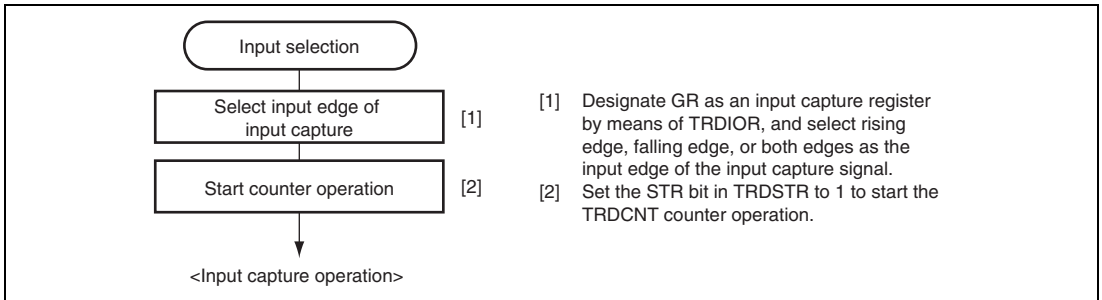 Input selection
Select input edge of
input capture
[1]
Start counter operation
[2]
<Input capture operation>
[1] Designate GR as an input capture register
by means of TRDIOR, and select rising
edge, falling edge, or both edges as the
input edge of the input capture signal.
[2] Set the STR bit in TRDSTR to 1 to start the
TRDCNT counter operation.